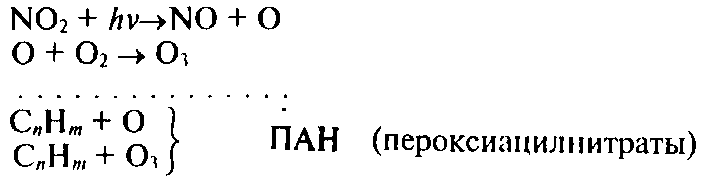 NO₂ + hν→NO + O
O + O₂ → O₃
. . . . . . . . . . . . . . .
CₙHₘ + O
CₙHₘ + O₃ } ПАН (пероксиацилнитраты)